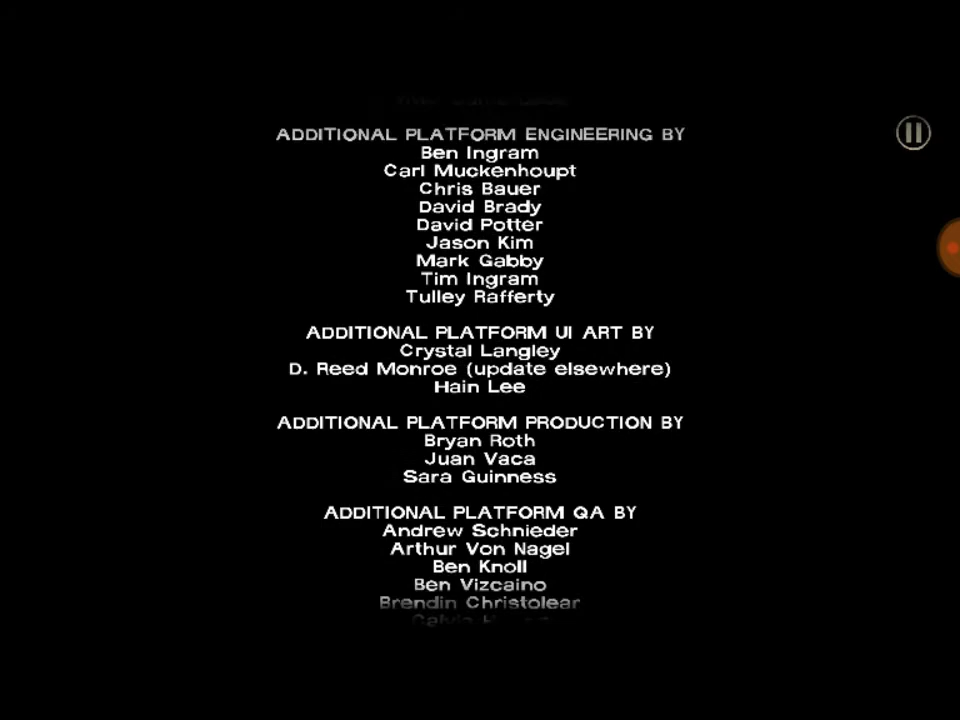 ADDITIONAL PLATFORM ENGINEERING BY
Ben Ingram
Carl Muckenhoupt
Chris Bauer
David Brady
David Potter
Jason Kim
Mark Gabby
Tim Ingram
Tulley Rafferty
ADDITIONAL PLATFORM UI ART BY
Crystal Langley
D. Reed Monroe (update elsewhere)
Hain Lee
ADDITIONAL PLATFORM PRODUCTION BY
Bryan Roth
Juan Vaca
Sara Guinness
ADDITIONAL PLATFORM QA BY
Andrew Schnieder
Arthur Von Nagel
Ben Knoll
Ben Vizcaino
Brendin Christolear